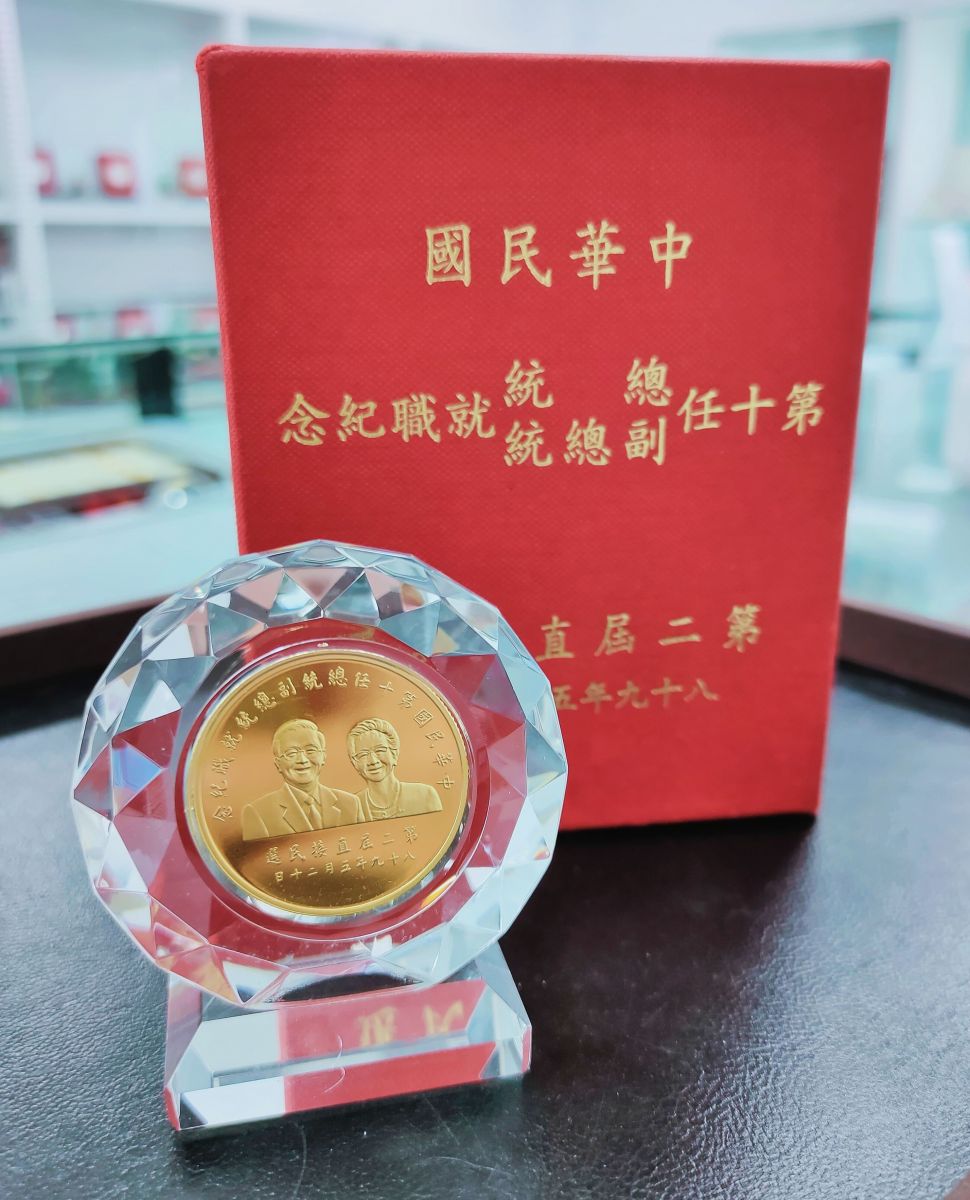 中華民國
第十任總統副總統就職紀念
第二屆直
八十九年五
中華民國第十任總統副總統就職紀念
第二屆直接民選
八十九年五月二十日